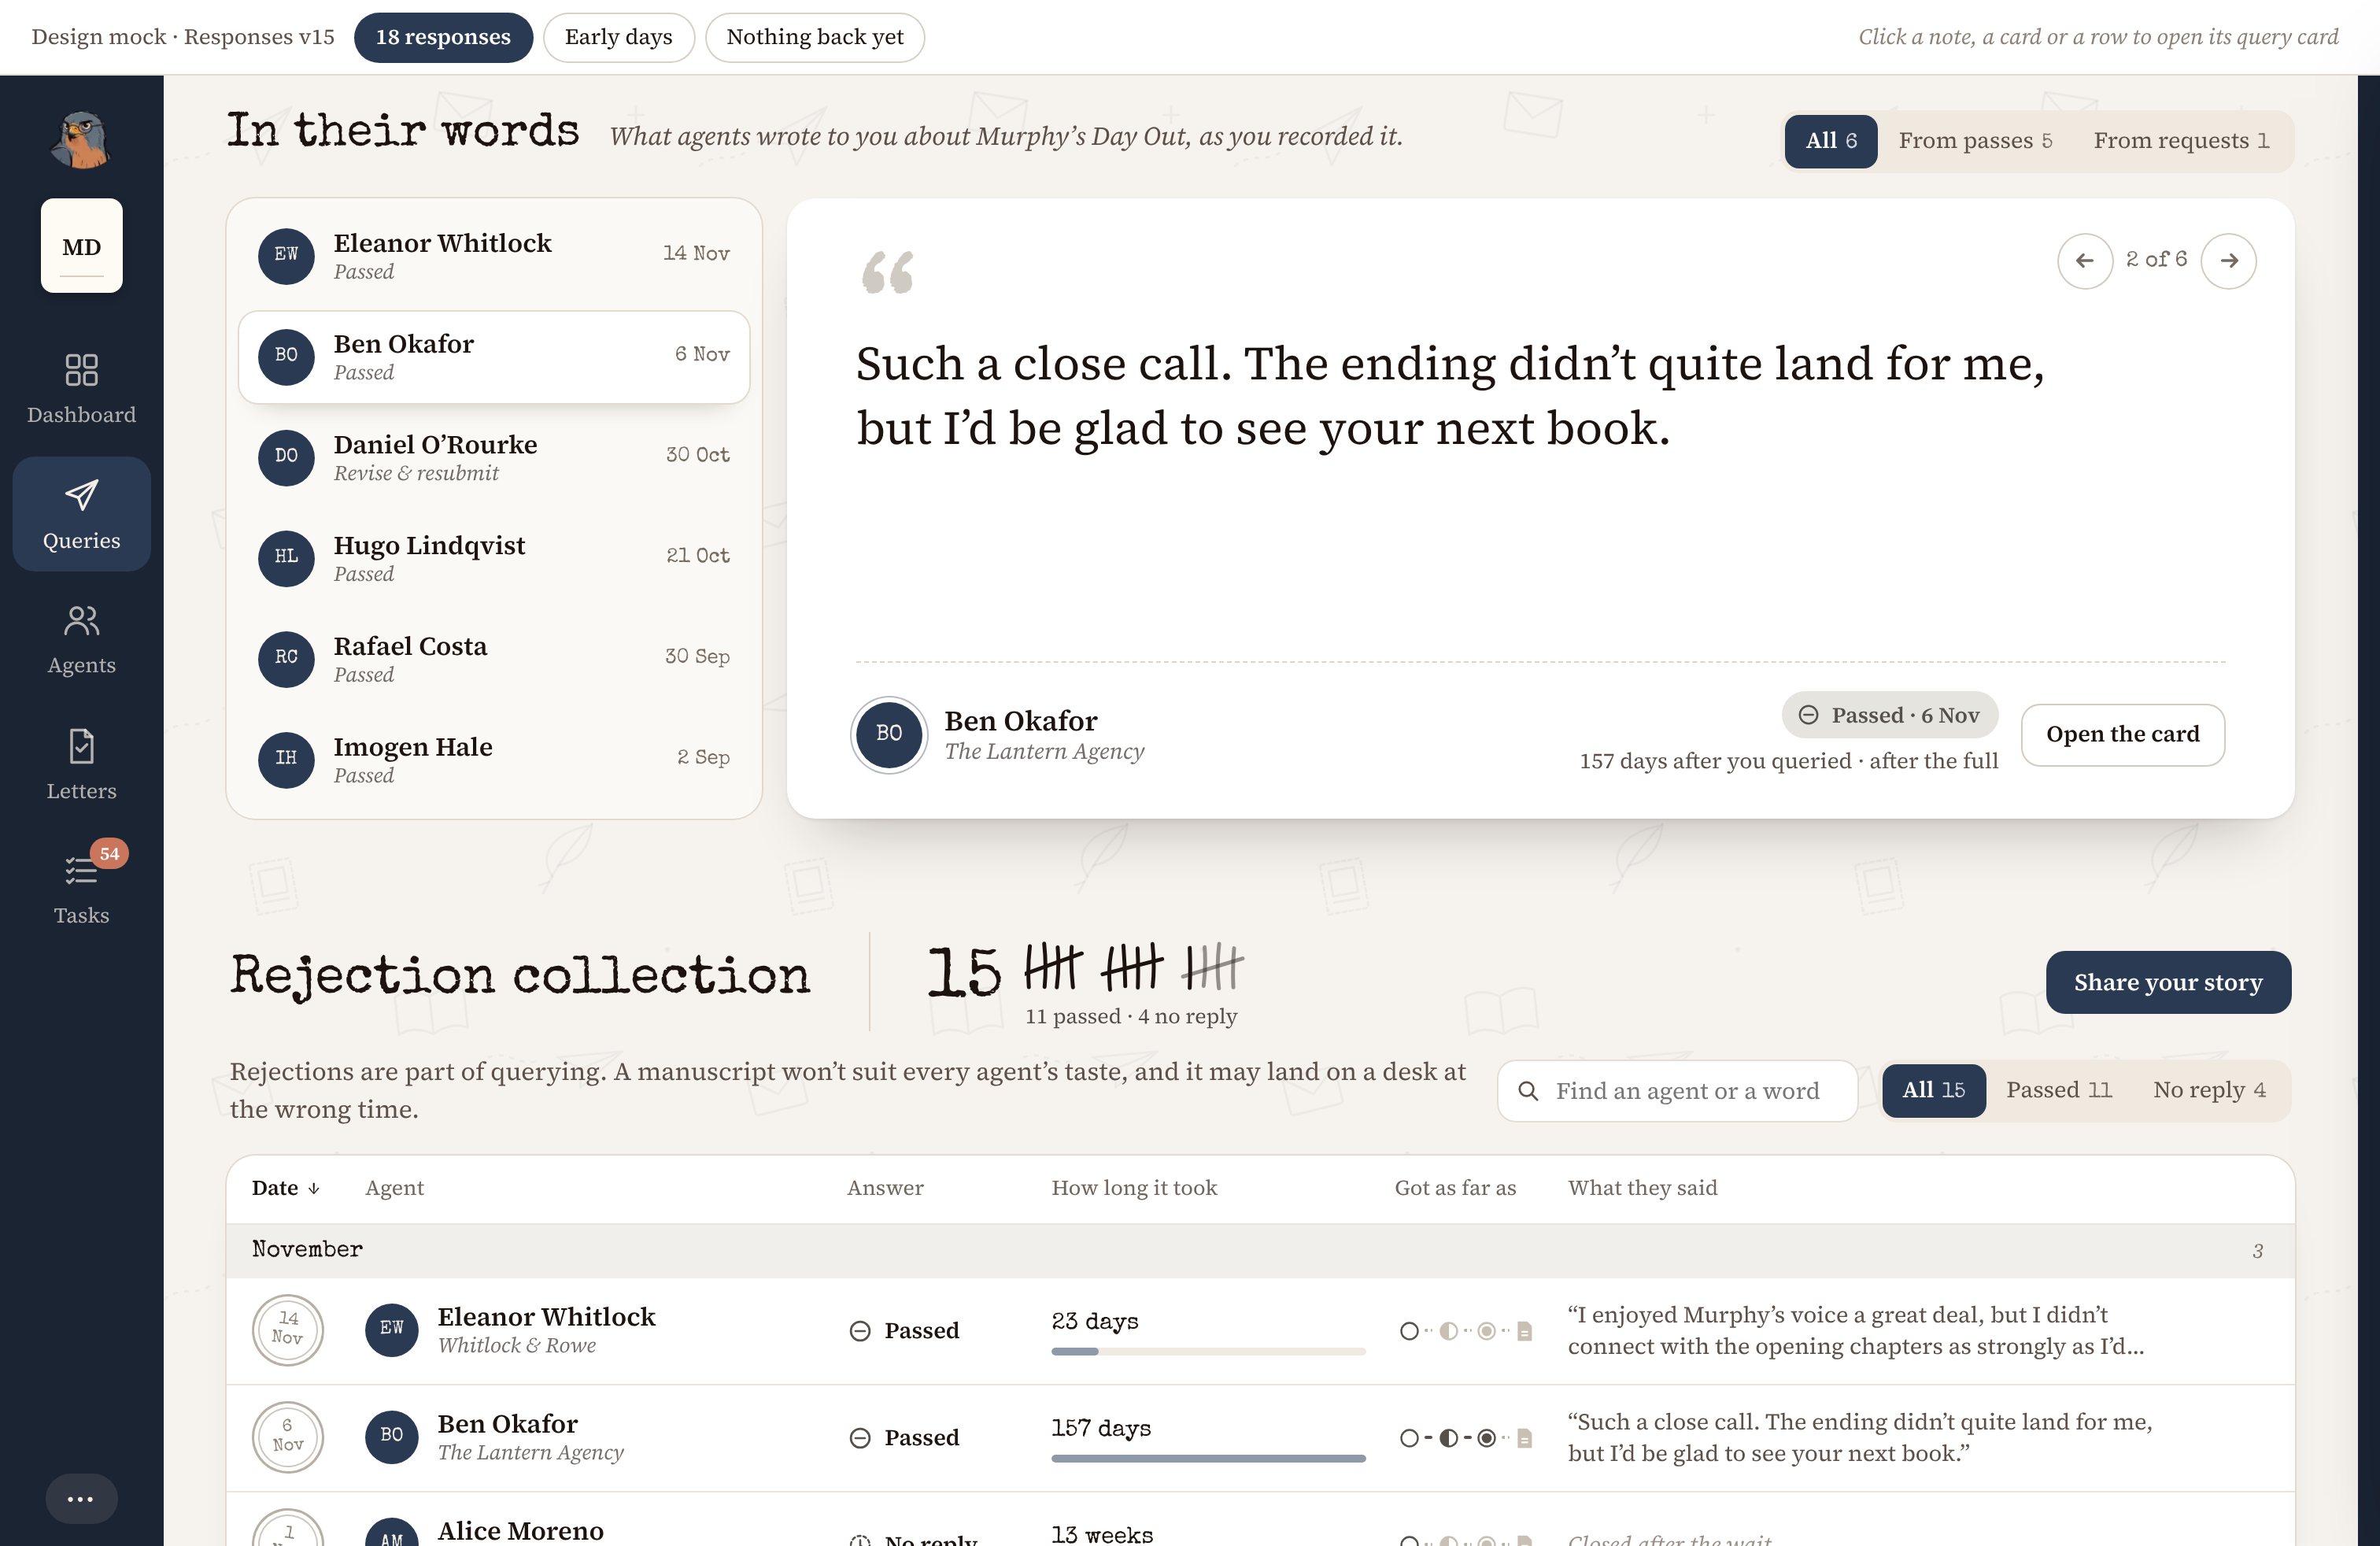 Design mock · Responses v15
18 responses
Early days
Nothing back yet
Click a note, a card or a row to open its query card
MD
Dashboard
Queries
Agents
Letters
54
Tasks
In their words
What agents wrote to you about Murphy’s Day Out, as you recorded it.
All 6
From passes 5
From requests 1
EW
Eleanor Whitlock
Passed
14 Nov
BO
Ben Okafor
Passed
6 Nov
DO
Daniel O’Rourke
Revise & resubmit
30 Oct
HL
Hugo Lindqvist
Passed
21 Oct
RC
Rafael Costa
Passed
30 Sep
IH
Imogen Hale
Passed
2 Sep
“
2 of 6
Such a close call. The ending didn’t quite land for me,
but I’d be glad to see your next book.
BO
Ben Okafor
The Lantern Agency
Passed · 6 Nov
157 days after you queried · after the full
Open the card
Rejection collection
15
11 passed · 4 no reply
Share your story
Rejections are part of querying. A manuscript won’t suit every agent’s taste, and it may land on a desk at
the wrong time.
Find an agent or a word
All 15
Passed 11
No reply 4
Date ↓
Agent
Answer
How long it took
Got as far as
What they said
November
3
14
Nov
EW
Eleanor Whitlock
Whitlock & Rowe
Passed
23 days
“I enjoyed Murphy’s voice a great deal, but I didn’t
connect with the opening chapters as strongly as I’d…
6
Nov
BO
Ben Okafor
The Lantern Agency
Passed
157 days
“Such a close call. The ending didn’t quite land for me,
but I’d be glad to see your next book.”
1
AM
Alice Moreno
No reply
13 weeks
Closed after the wait